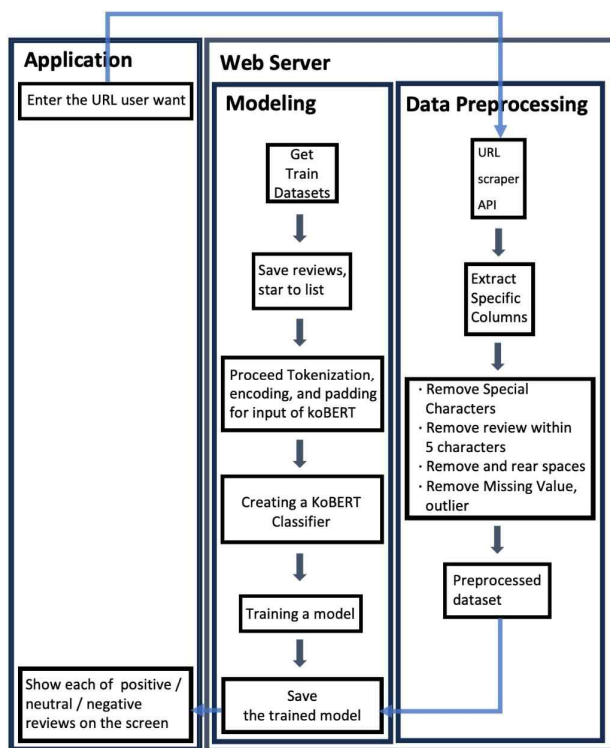 Application
Enter the URL user want
Show each of positive /
neutral / negative
reviews on the screen
Web Server
Modeling
Get
Train
Datasets
Save reviews,
star to list
Proceed Tokenization,
encoding, and padding
for input of koBERT
Creating a KoBERT
Classifier
Training a model
Save
the trained model
Data Preprocessing
URL
scraper
API
Extract
Specific
Columns
· Remove Special
Characters
· Remove review within
5 characters
· Remove and rear spaces
· Remove Missing Value,
outlier
Preprocessed
dataset